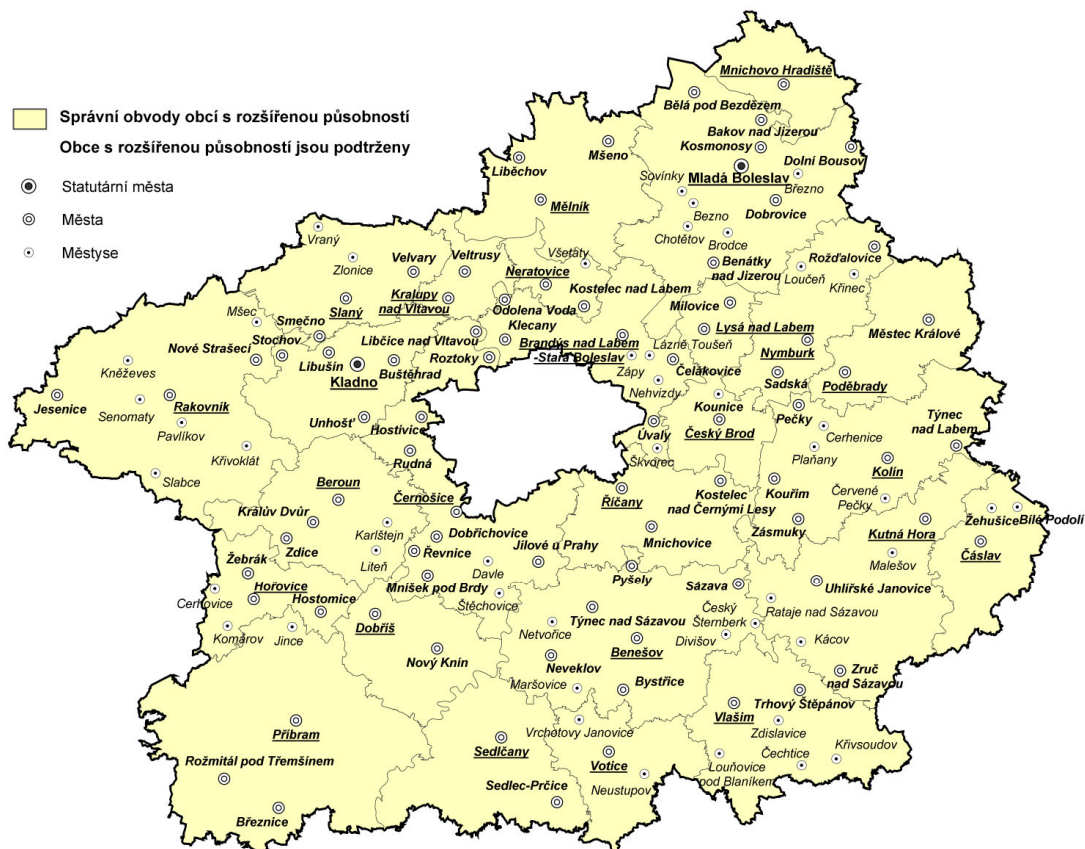 Správní obvody obcí s rozšířenou působností
Obce s rozšířenou působností jsou podtrženy
Statutární města
Města
Městyse
Mnichovo Hradiště
Bělá pod Bezdězem
Bakov nad Jizerou
Kosmonosy
Dolní Bousov
Mšeno
Liběchov
Sovínky
Mladá Boleslav
Březno
Mělník
Bezno
Dobrovice
Vraný
Chotětov
Brodce
Zlonice
Velvary
Veltrusy
Všetaty
Benátky
nad Jizerou
Rožďalovice
Loučeň
Křinec
Neratovice
Kostelec nad Labem
Slaný
Kralupy
nad Vltavou
Odolena Voda
Milovice
Mšec
Smečno
Klecany
Lysá nad Labem
Městec Králové
Stochov
Libčice nad Vltavou
Brandýs nad Labem
-Stará Boleslav
Lázně Toušeň
Nové Strašecí
Libušín
Roztoky
Nymburk
Kněževes
Kladno
Buštěhrad
Zápy
Čelákovice
Sadská
Poděbrady
Jesenice
Senomaty
Rakovník
Nehvizdy
Kounice
Pečky
Týnec
nad Labem
Pavlíkov
Unhošť
Hostivice
Úvaly
Český Brod
Cerhenice
Křivoklát
Rudná
Škvorec
Plaňany
Kolín
Slabce
Beroun
Černošice
Říčany
Kostelec
nad Černými Lesy
Kouřim
Červené
Pečky
Žehušice
Bílé Podolí
Králův Dvůr
Karlštejn
Dobřichovice
Mnichovice
Zásmuky
Kutná Hora
Čáslav
Zdice
Liteň
Řevnice
Jílové u Prahy
Malešov
Žebrák
Mníšek pod Brdy
Davle
Pyšely
Hořovice
Štěchovice
Sázava
Uhlířské Janovice
Cerhovice
Hostomice
Týnec nad Sázavou
Český
Šternberk
Rataje nad Sázavou
Komárov
Jince
Dobříš
Netvořice
Divišov
Kácov
Nový Knín
Neveklov
Benešov
Zruč
nad Sázavou
Maršovice
Bystřice
Vlašim
Trhový Štěpánov
Příbram
Vrchotovy Janovice
Zdislavice
Rožmitál pod Třemšínem
Sedlčany
Votice
Louňovice
pod Blaníkem
Čechtice
Křivsoudov
Sedlec-Prčice
Neustupov
Březnice